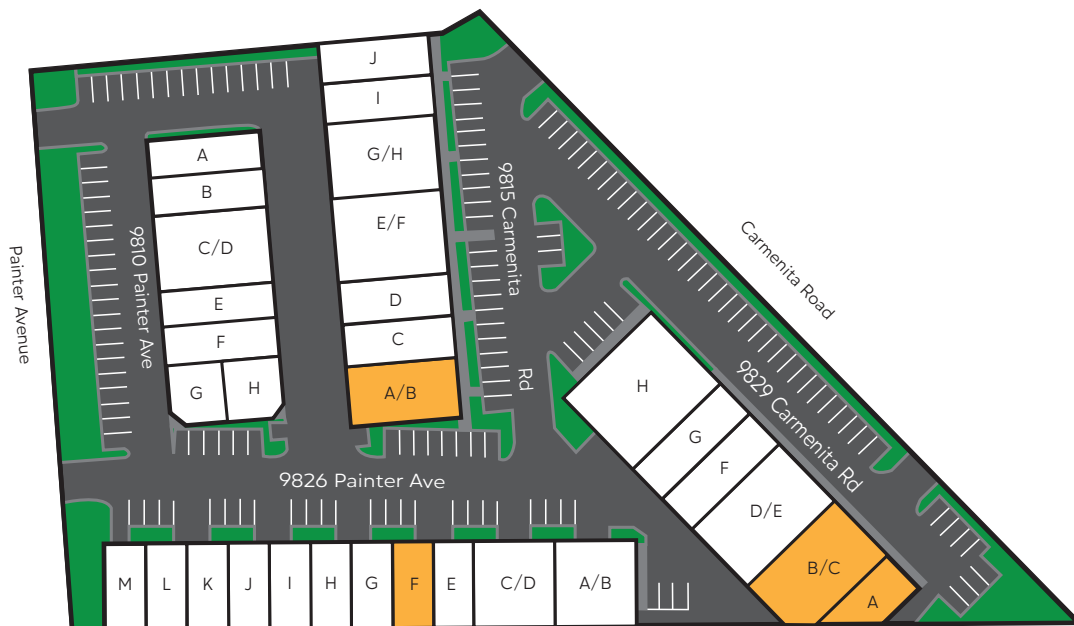 J
I
G/H
E/F
D
C
A/B
A
B
C/D
E
F
G
H
9810 Painter Ave
Painter Avenue
9815 Carmenita
Rd
Carmenita Road
9829 Carmenita Rd
H
G
F
D/E
B/C
A
9826 Painter Ave
M
L
K
J
I
H
G
F
E
C/D
A/B